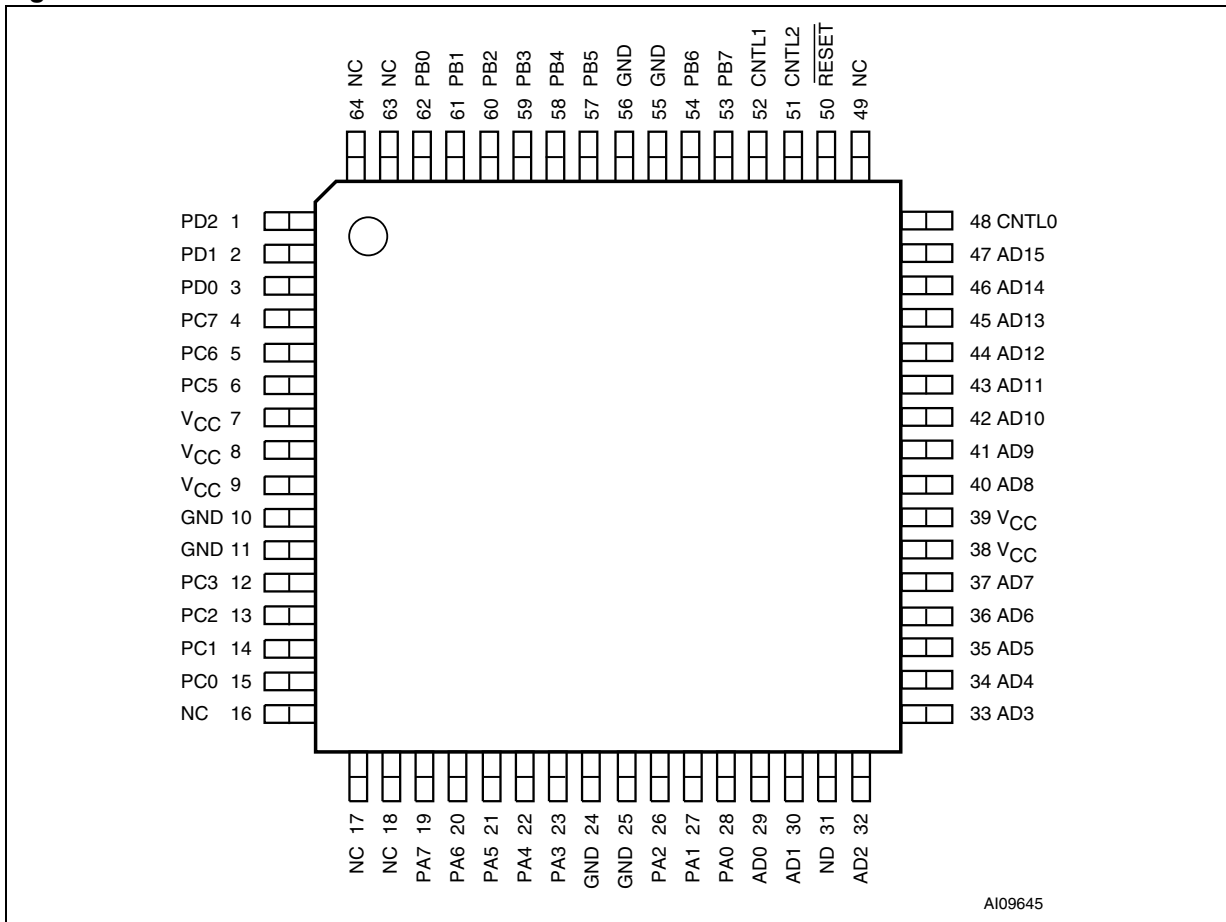 64 NC
63 NC
62 PB0
61 PB1
60 PB2
59 PB3
58 PB4
57 PB5
56 GND
55 GND
54 PB6
53 PB7
52 CNTL1
51 CNTL2
50 RESET
49 NC
PD2 1
PD1 2
PD0 3
PC7 4
PC6 5
PC5 6
VCC 7
VCC 8
VCC 9
GND 10
GND 11
PC3 12
PC2 13
PC1 14
PC0 15
NC 16
48 CNTL0
47 AD15
46 AD14
45 AD13
44 AD12
43 AD11
42 AD10
41 AD9
40 AD8
39 VCC
38 VCC
37 AD7
36 AD6
35 AD5
34 AD4
33 AD3
NC 17
NC 18
PA7 19
PA6 20
PA5 21
PA4 22
PA3 23
GND 24
GND 25
PA2 26
PA1 27
PA0 28
AD0 29
AD1 30
ND 31
AD2 32
AI09645